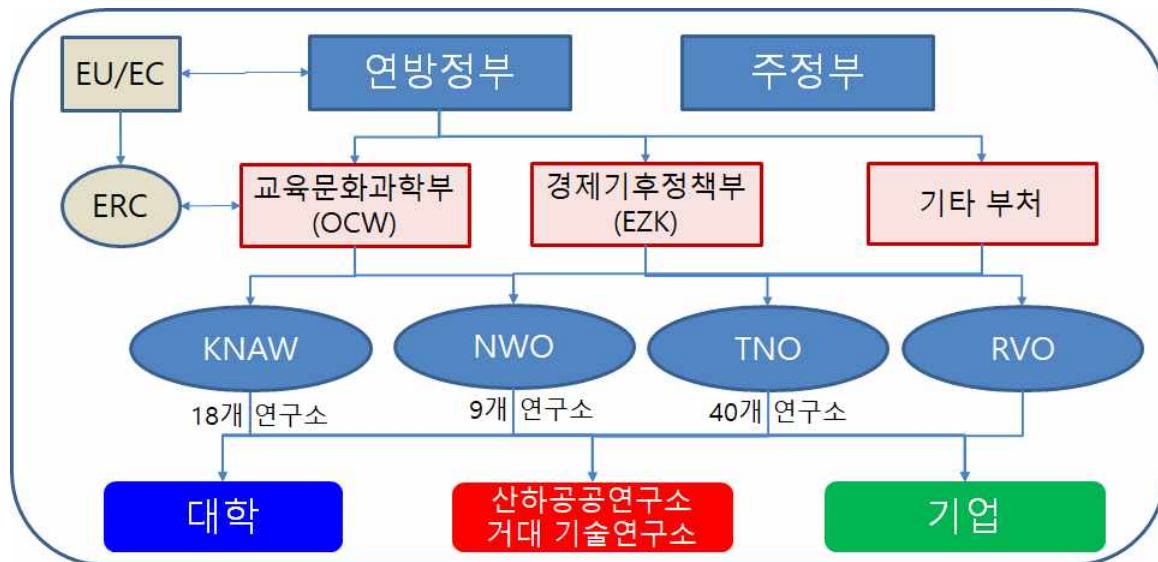 EU/EC
연방정부
주정부
ERC
교육문화과학부
(OCW)
경제기후정책부
(EZK)
기타 부처
KNAW
NWO
TNO
RVO
18개 연구소
9개 연구소
40개 연구소
대학
산하공공연구소
거대 기술연구소
기업